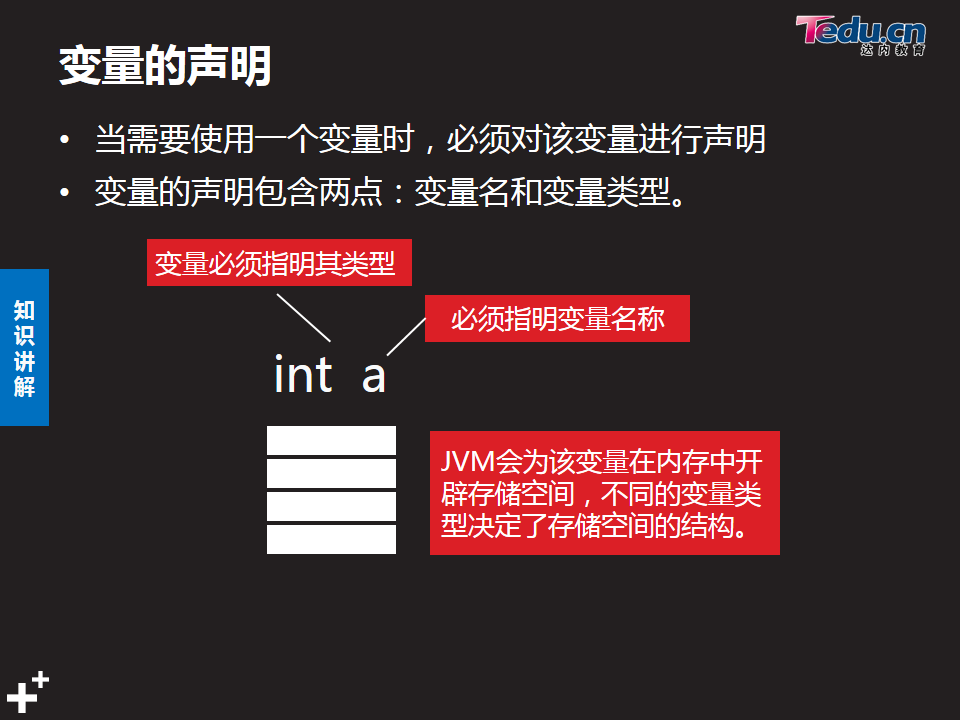 Tedu.cn
达内教育
变量的声明
• 当需要使用一个变量时，必须对该变量进行声明
• 变量的声明包含两点：变量名和变量类型。
变量必须指明其类型
必须指明变量名称
知识讲解
int a
JVM会为该变量在内存中开
辟存储空间，不同的变量类
型决定了存储空间的结构。